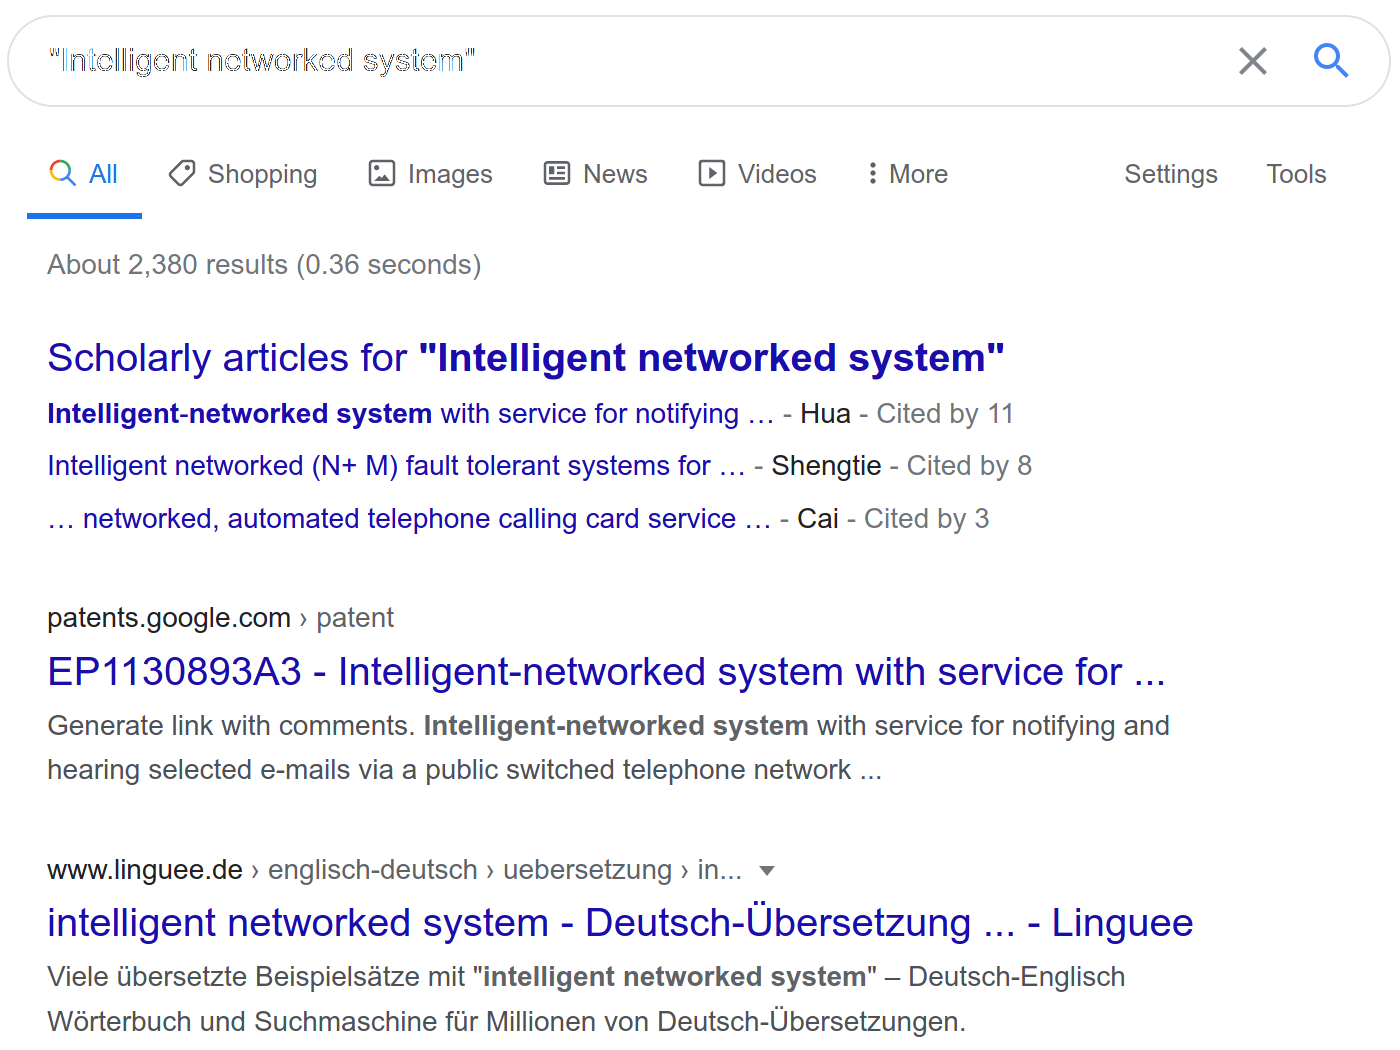 "Intelligent networked system"
All Shopping Images News Videos More Settings Tools
About 2,380 results (0.36 seconds)
Scholarly articles for "Intelligent networked system"
Intelligent-networked system with service for notifying … - Hua - Cited by 11
Intelligent networked (N+ M) fault tolerant systems for … - Shengtie - Cited by 8
… networked, automated telephone calling card service … - Cai - Cited by 3
patents.google.com › patent
EP1130893A3 - Intelligent-networked system with service for ...
Generate link with comments. Intelligent-networked system with service for notifying and
hearing selected e-mails via a public switched telephone network ...
www.linguee.de › englisch-deutsch › uebersetzung › in...
intelligent networked system - Deutsch-Übersetzung ... - Linguee
Viele übersetzte Beispielsätze mit "intelligent networked system" – Deutsch-Englisch
Wörterbuch und Suchmaschine für Millionen von Deutsch-Übersetzungen.